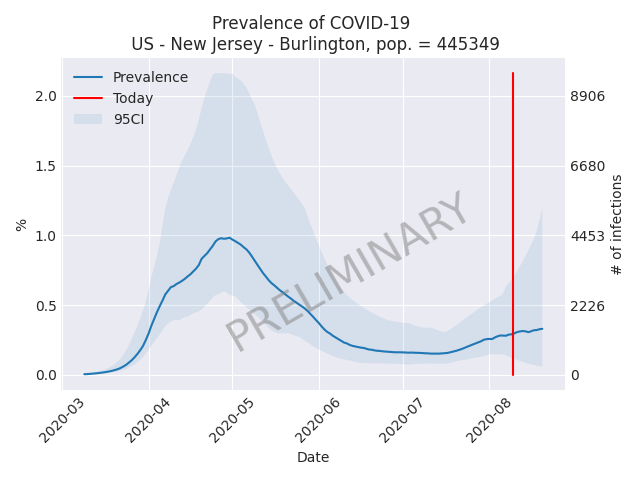 Prevalence of COVID-19
US - New Jersey - Burlington, pop. = 445349
Prevalence
Today
95CI
2.0
1.5
1.0
0.5
0.0
%
8906
6680
4453
2226
0
# of infections
PRELIMINARY
2020-03
2020-04
2020-05
2020-06
2020-07
2020-08
Date